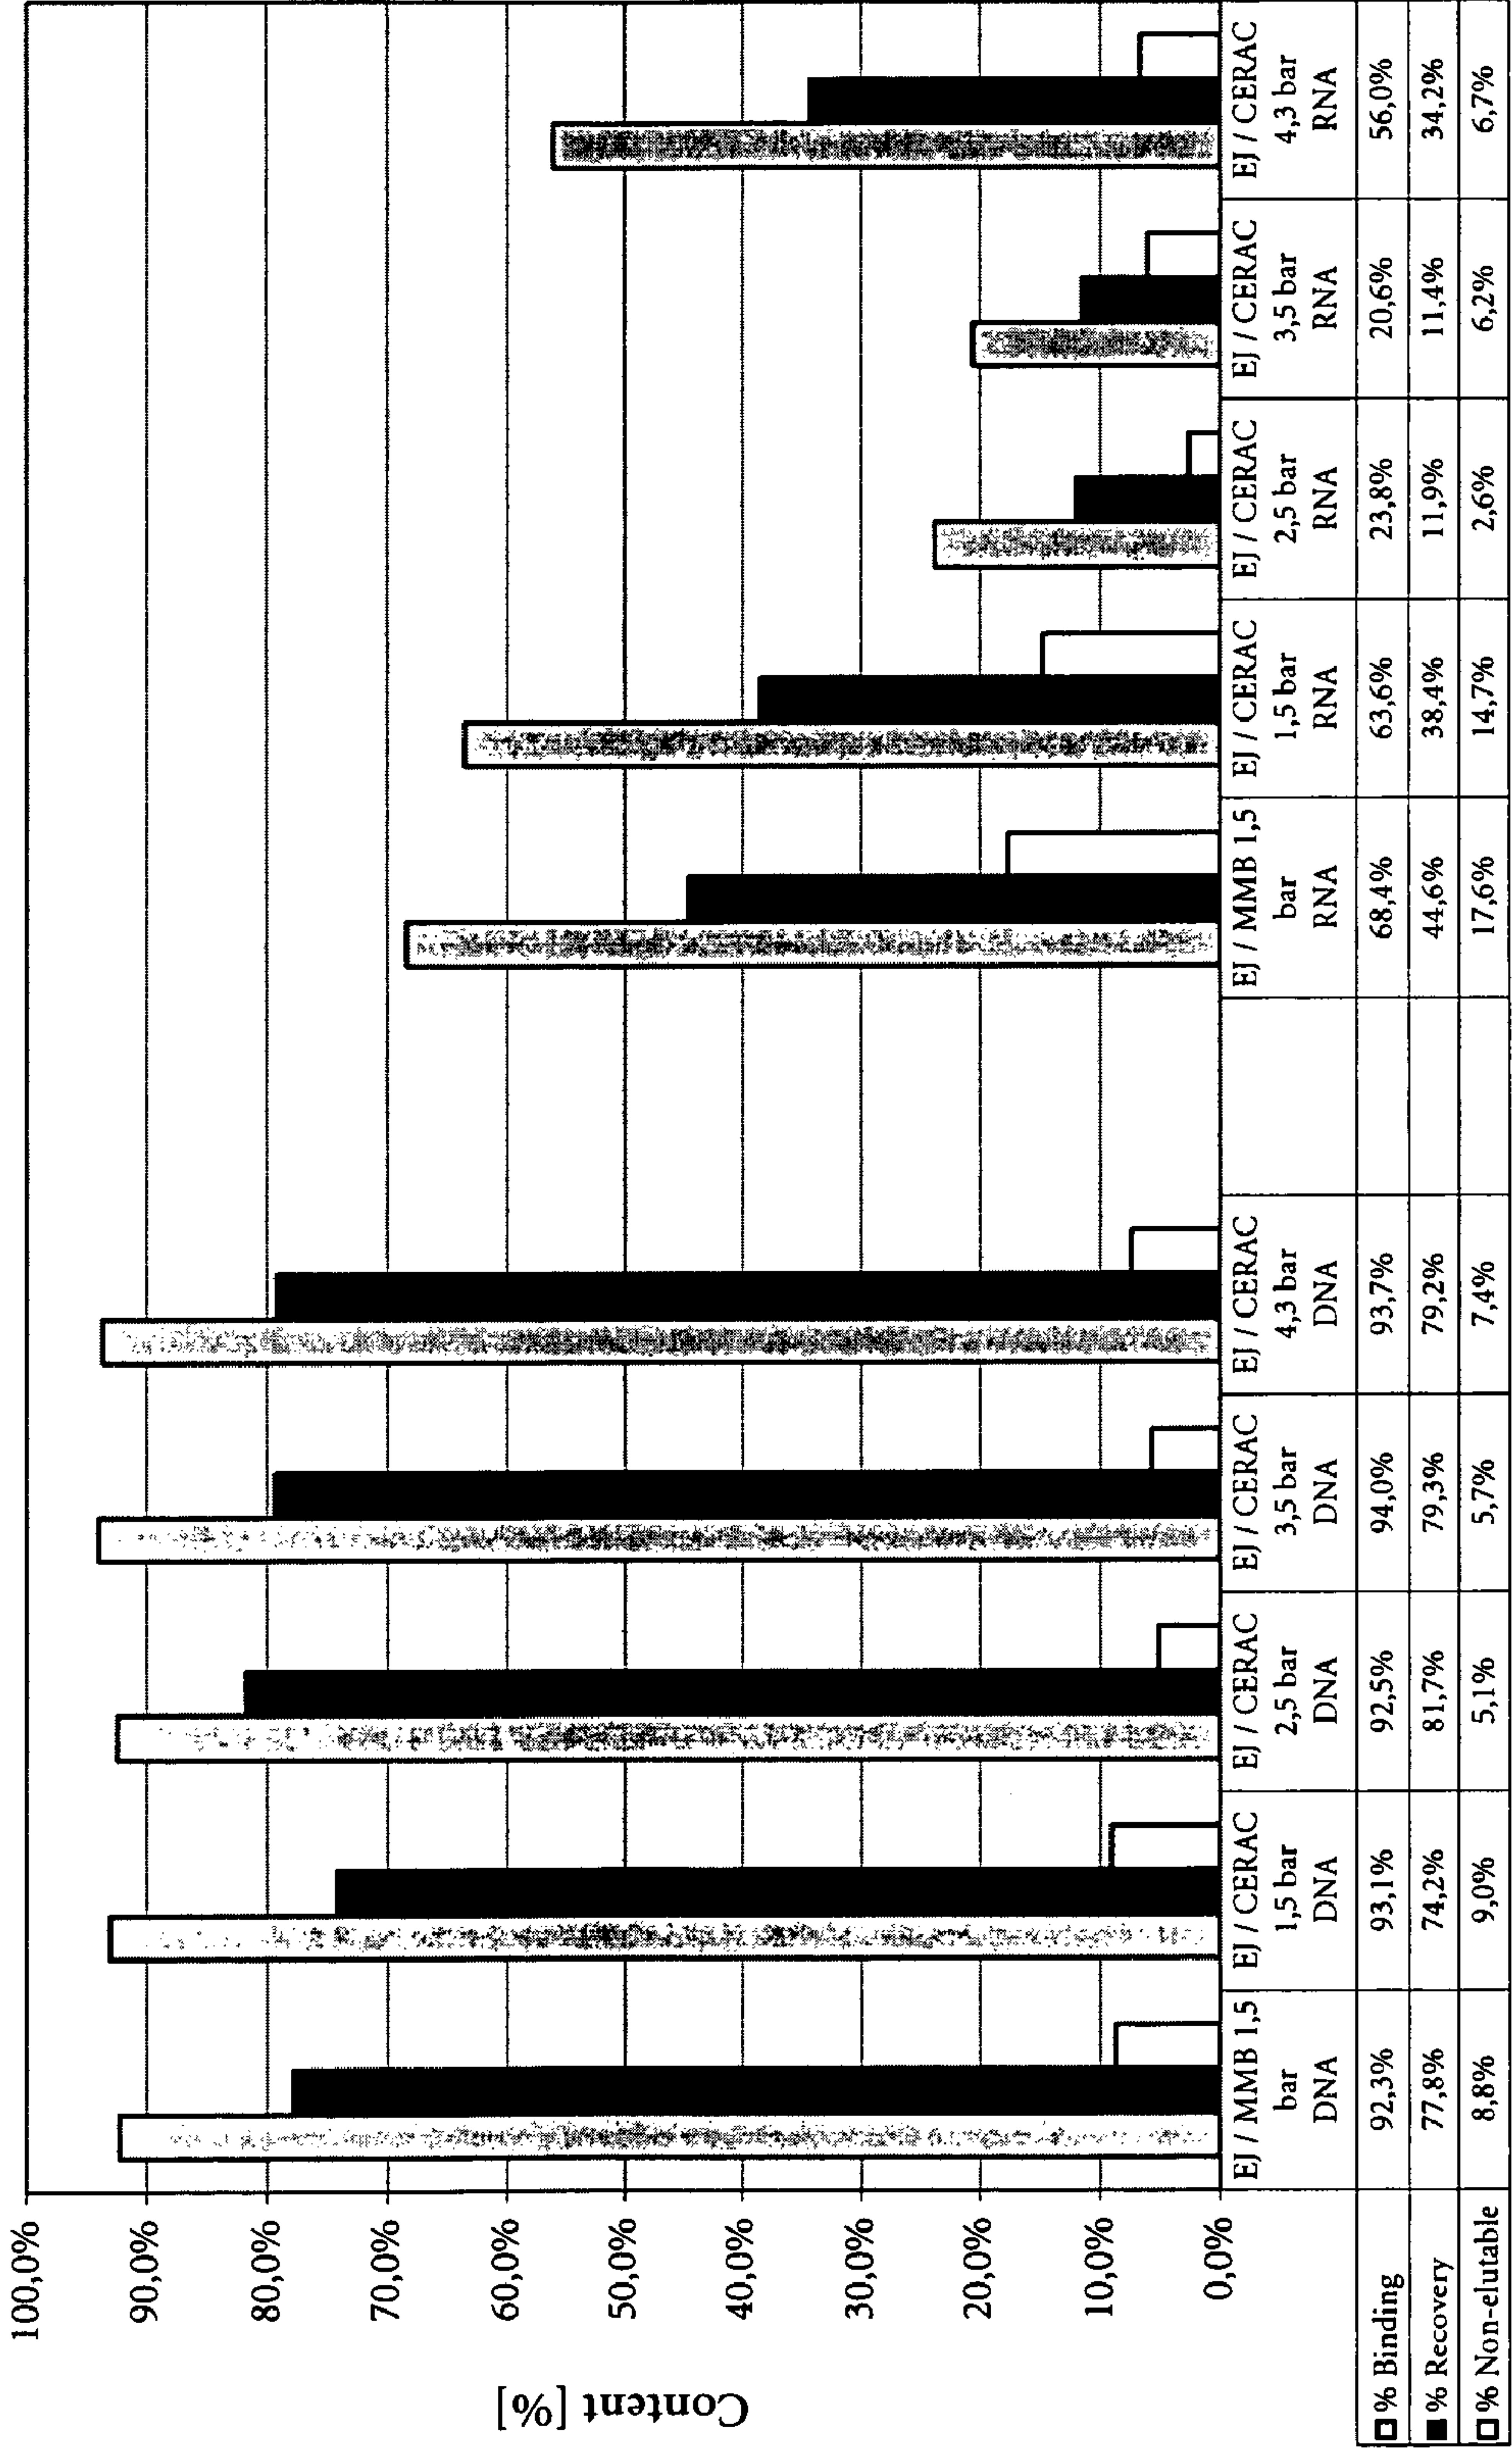 Content [%]
100,0%
90,0%
80,0%
70,0%
60,0%
50,0%
40,0%
30,0%
20,0%
10,0%
0,0%
EJ / MMB 1,5 bar DNA
EJ / CERAC 1,5 bar DNA
EJ / CERAC 2,5 bar DNA
EJ / CERAC 3,5 bar DNA
EJ / CERAC 4,3 bar DNA
EJ / MMB 1,5 bar RNA
EJ / CERAC 1,5 bar RNA
EJ / CERAC 2,5 bar RNA
EJ / CERAC 3,5 bar RNA
EJ / CERAC 4,3 bar RNA
% Binding 92,3% 93,1% 92,5% 94,0% 93,7% 68,4% 63,6% 23,8% 20,6% 56,0%
% Recovery 77,8% 74,2% 81,7% 79,3% 79,2% 44,6% 38,4% 11,9% 11,4% 34,2%
% Non-elutable 8,8% 9,0% 5,1% 5,7% 7,4% 17,6% 14,7% 2,6% 6,2% 6,7%